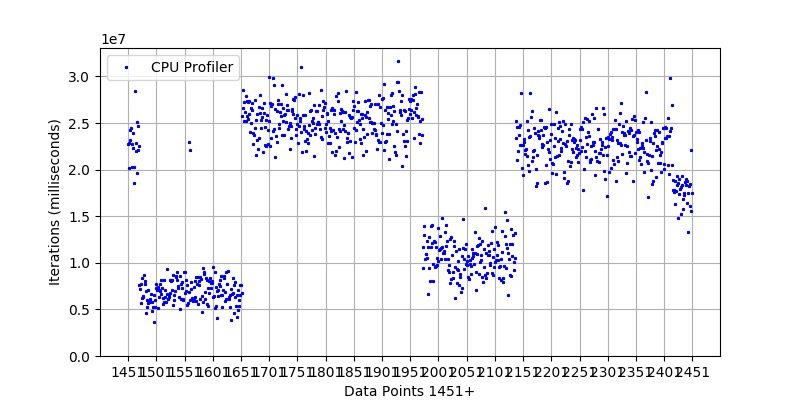 1e7
CPU Profiler
3.0
2.5
2.0
1.5
1.0
0.5
0.0
Iterations (milliseconds)
1451 1501 1551 1601 1651 1701 1751 1801 1851 1901 1951 2001 2051 2101 2151 2201 2251 2301 2351 2401 2451
Data Points 1451+